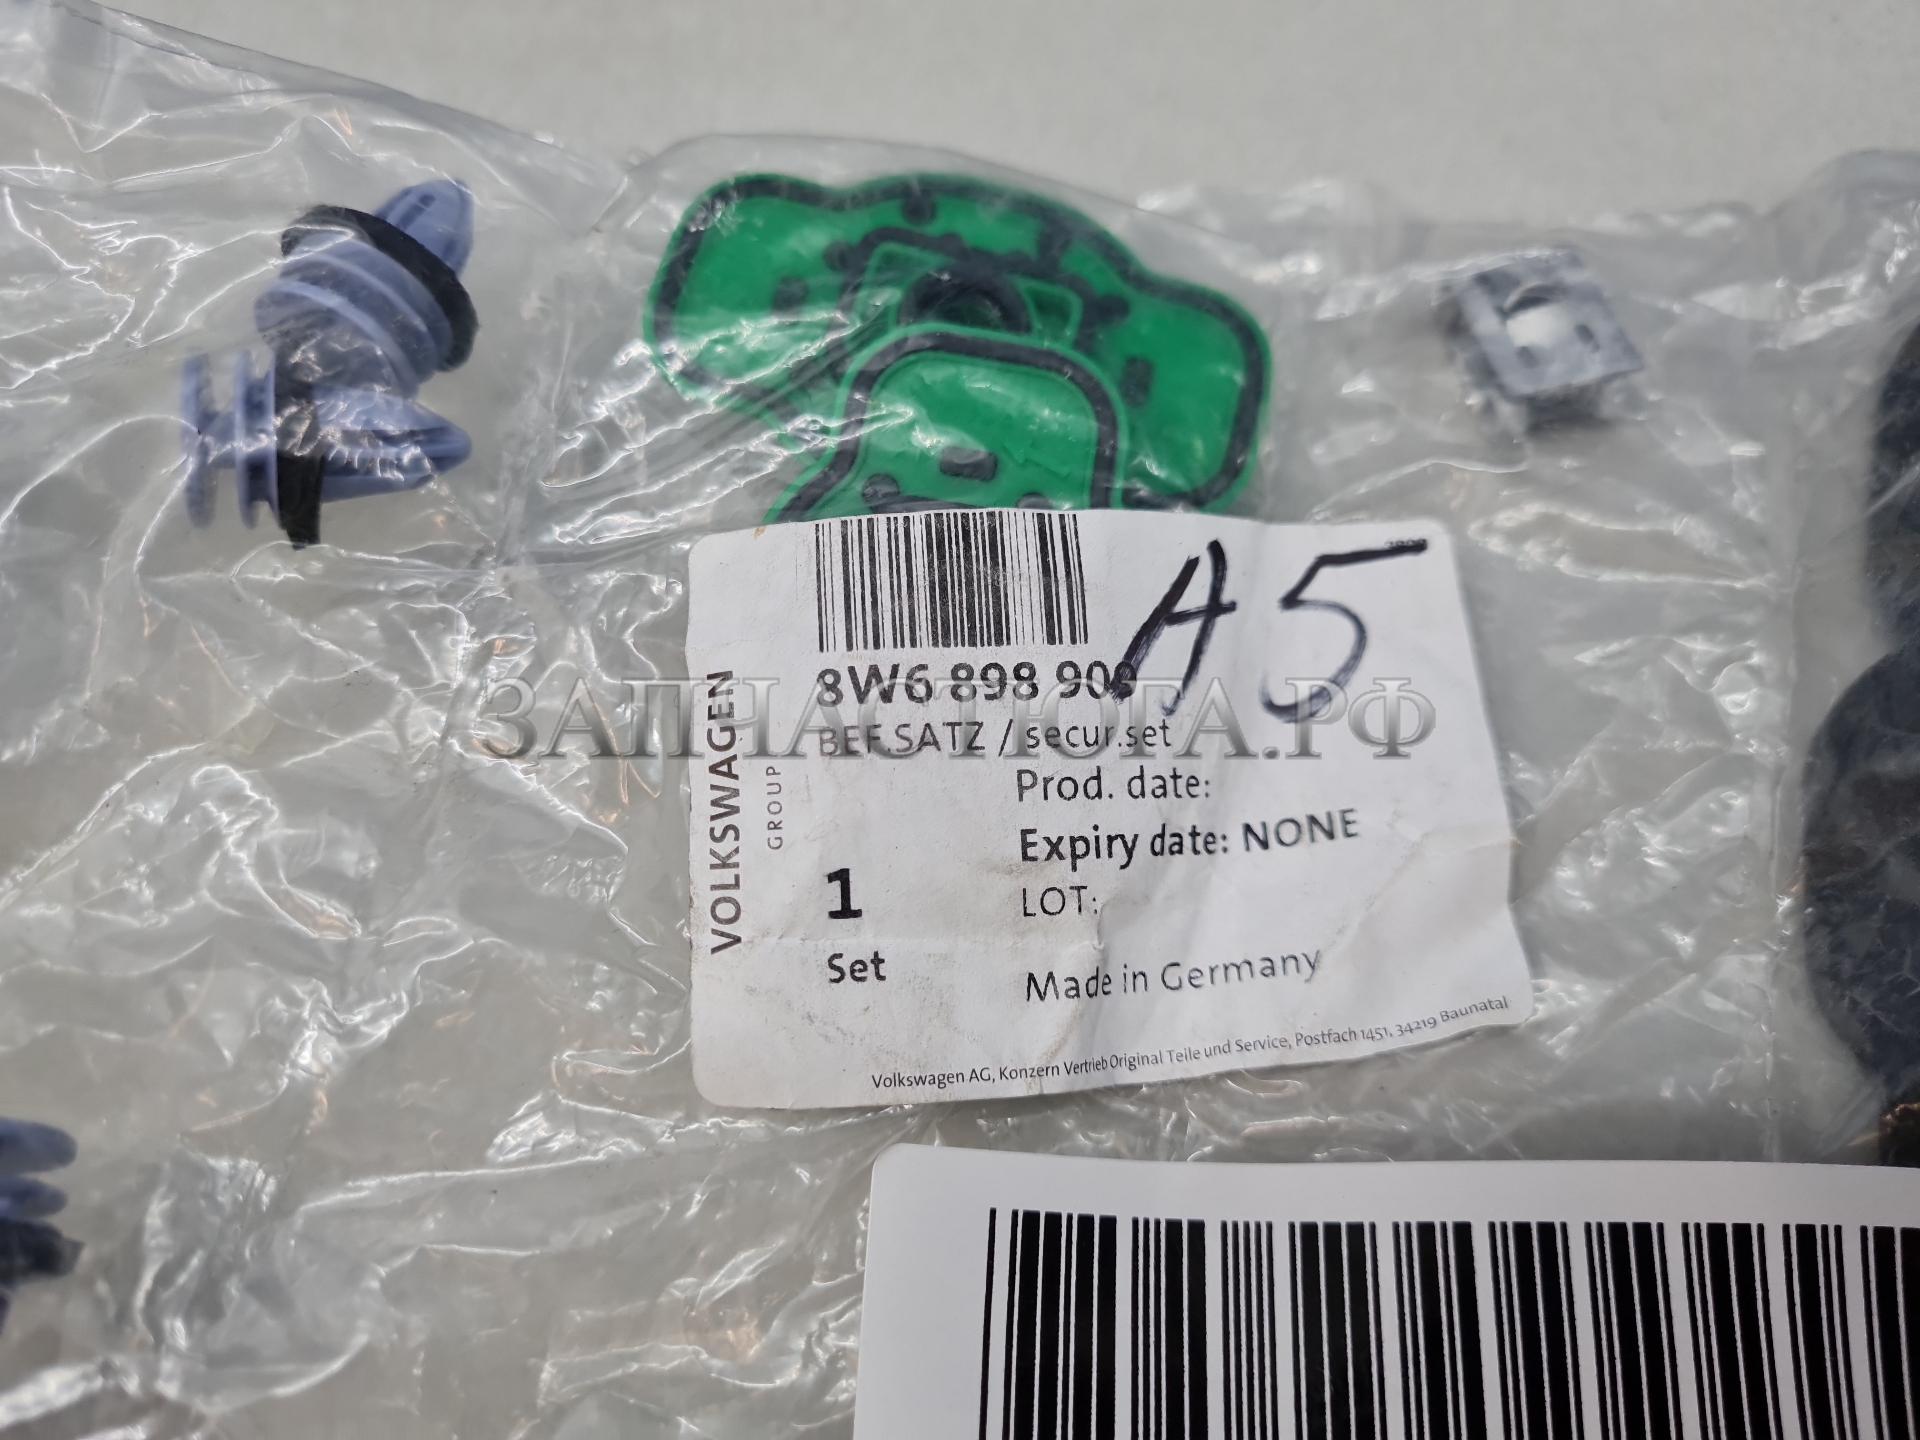 A5
8W6 898 90
BEF.SATZ / secur.set
ЗАПЧАСТЮГА.РФ
Prod. date:
Expiry date: NONE
LOT:
1
Set
Made in Germany
VOLKSWAGEN
GROUP
Volkswagen AG, Konzern Vertrieb Original Teile und Service, Postfach 1451, 34219 Baunatal